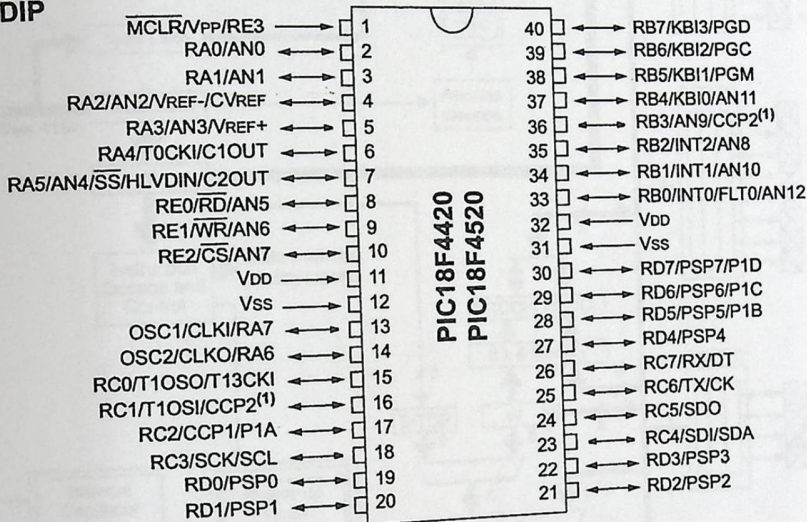 DIP
MCLR/VPP/RE3 1
RA0/AN0 2
RA1/AN1 3
RA2/AN2/VREF-/CVREF 4
RA3/AN3/VREF+ 5
RA4/T0CKI/C1OUT 6
RA5/AN4/SS/HLVDIN/C2OUT 7
RE0/RD/AN5 8
RE1/WR/AN6 9
RE2/CS/AN7 10
VDD 11
VSS 12
OSC1/CLKI/RA7 13
OSC2/CLKO/RA6 14
RC0/T1OSO/T13CKI 15
RC1/T1OSI/CCP2(1) 16
RC2/CCP1/P1A 17
RC3/SCK/SCL 18
RD0/PSP0 19
RD1/PSP1 20
PIC18F4420
PIC18F4520
40 RB7/KBI3/PGD
39 RB6/KBI2/PGC
38 RB5/KBI1/PGM
37 RB4/KBI0/AN11
36 RB3/AN9/CCP2(1)
35 RB2/INT2/AN8
34 RB1/INT1/AN10
33 RB0/INT0/FLT0/AN12
32 VDD
31 VSS
30 RD7/PSP7/P1D
29 RD6/PSP6/P1C
28 RD5/PSP5/P1B
27 RD4/PSP4
26 RC7/RX/DT
25 RC6/TX/CK
24 RC5/SDO
23 RC4/SDI/SDA
22 RD3/PSP3
21 RD2/PSP2